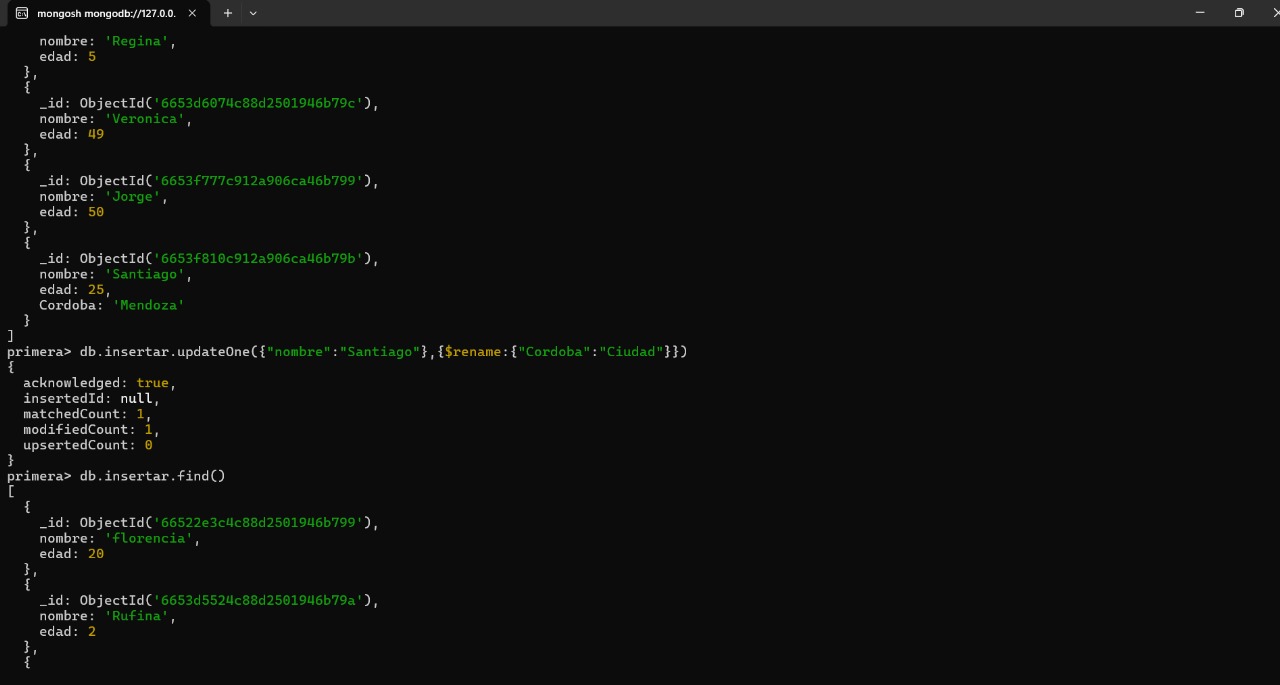 mongosh mongodb://127.0.0.
nombre: 'Regina',
edad: 5
},
{
_id: ObjectId('6653d6074c88d2501946b79c'),
nombre: 'Veronica',
edad: 49
},
{
_id: ObjectId('6653f777c912a906ca46b799'),
nombre: 'Jorge',
edad: 50
},
{
_id: ObjectId('6653f810c912a906ca46b79b'),
nombre: 'Santiago',
edad: 25,
Cordoba: 'Mendoza'
}
]
primera> db.insertar.updateOne({"nombre":"Santiago"},{$rename:{"Cordoba":"Ciudad"}})
{
acknowledged: true,
insertedId: null,
matchedCount: 1,
modifiedCount: 1,
upsertedCount: 0
}
primera> db.insertar.find()
[
{
_id: ObjectId('66522e3c4c88d2501946b799'),
nombre: 'florencia',
edad: 20
},
{
_id: ObjectId('6653d5524c88d2501946b79a'),
nombre: 'Rufina',
edad: 2
},
{